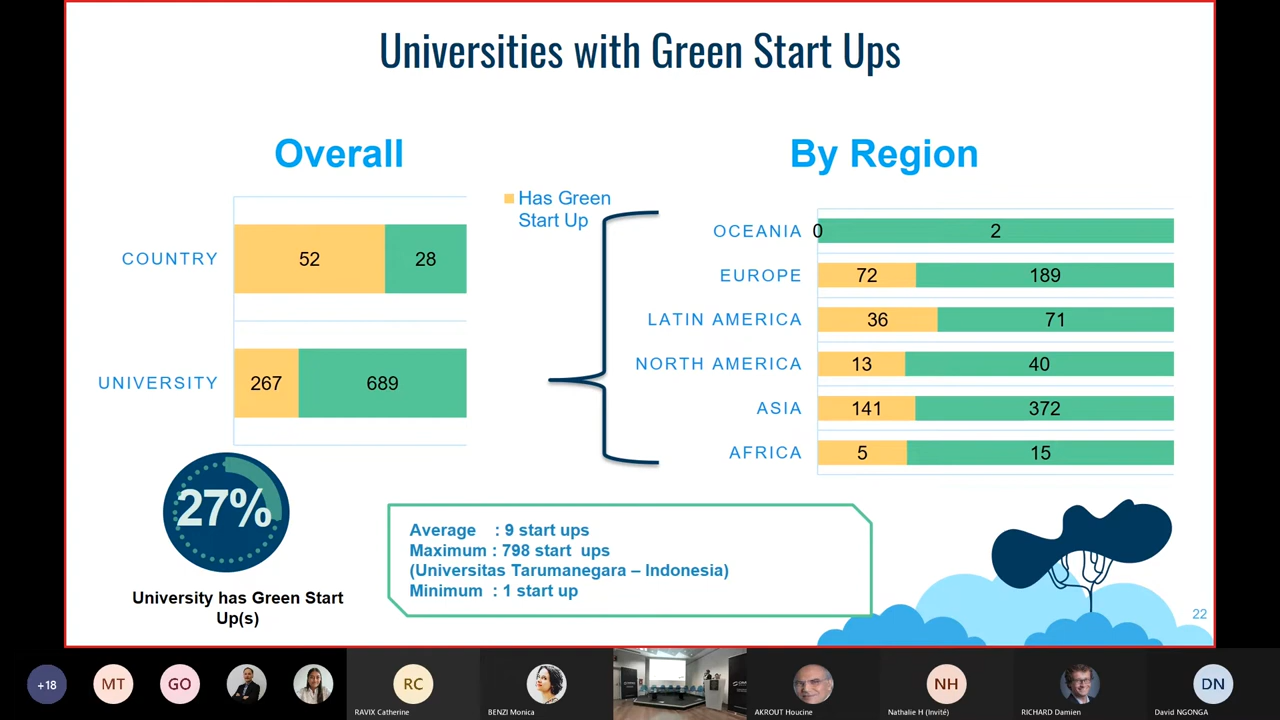 Universities with Green Start Ups
Overall
By Region
Has Green
Start Up
COUNTRY
52
28
UNIVERSITY
267
689
OCEANIA
0
2
EUROPE
72
189
LATIN AMERICA
36
71
NORTH AMERICA
13
40
ASIA
141
372
AFRICA
5
15
27%
University has Green Start
Up(s)
Average : 9 start ups
Maximum : 798 start ups
(Universitas Tarumanegara – Indonesia)
Minimum : 1 start up
22
+18
MT
GO
RC
RAVIX Catherine
BENZI Monica
AKROUT Houcine
NH
Nathalie H (Invité)
RICHARD Damien
DN
David NGONGA